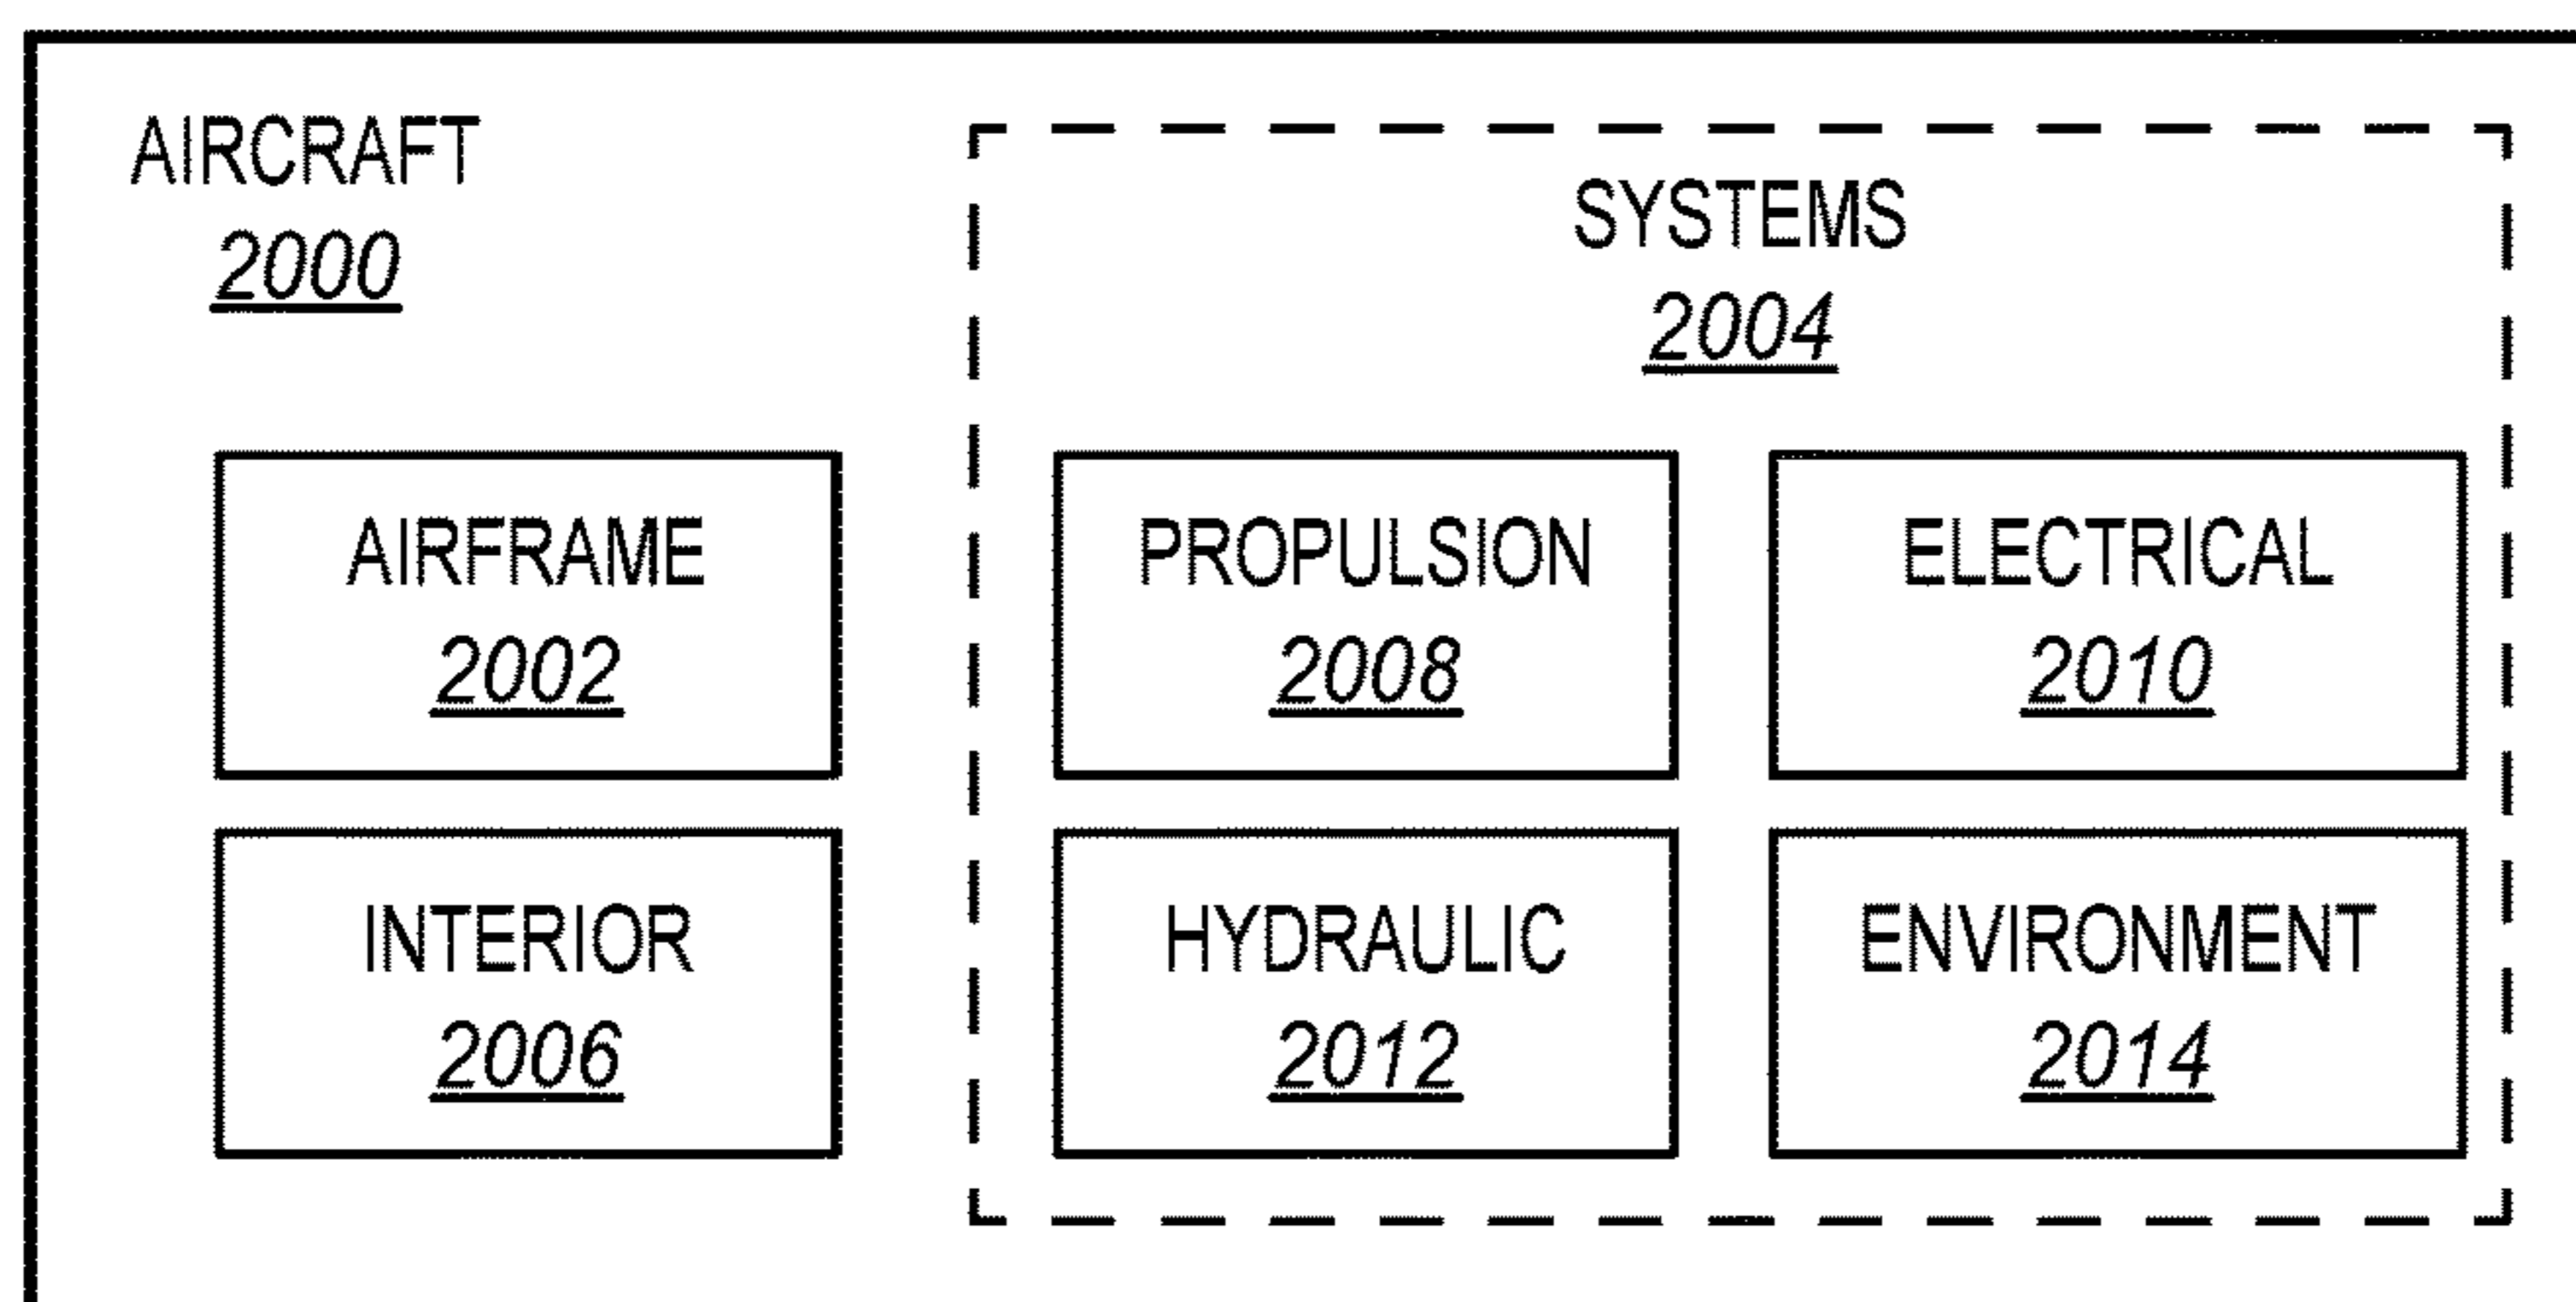 AIRCRAFT
2000
SYSTEMS
2004
AIRFRAME
2002
PROPULSION
2008
ELECTRICAL
2010
INTERIOR
2006
HYDRAULIC
2012
ENVIRONMENT
2014